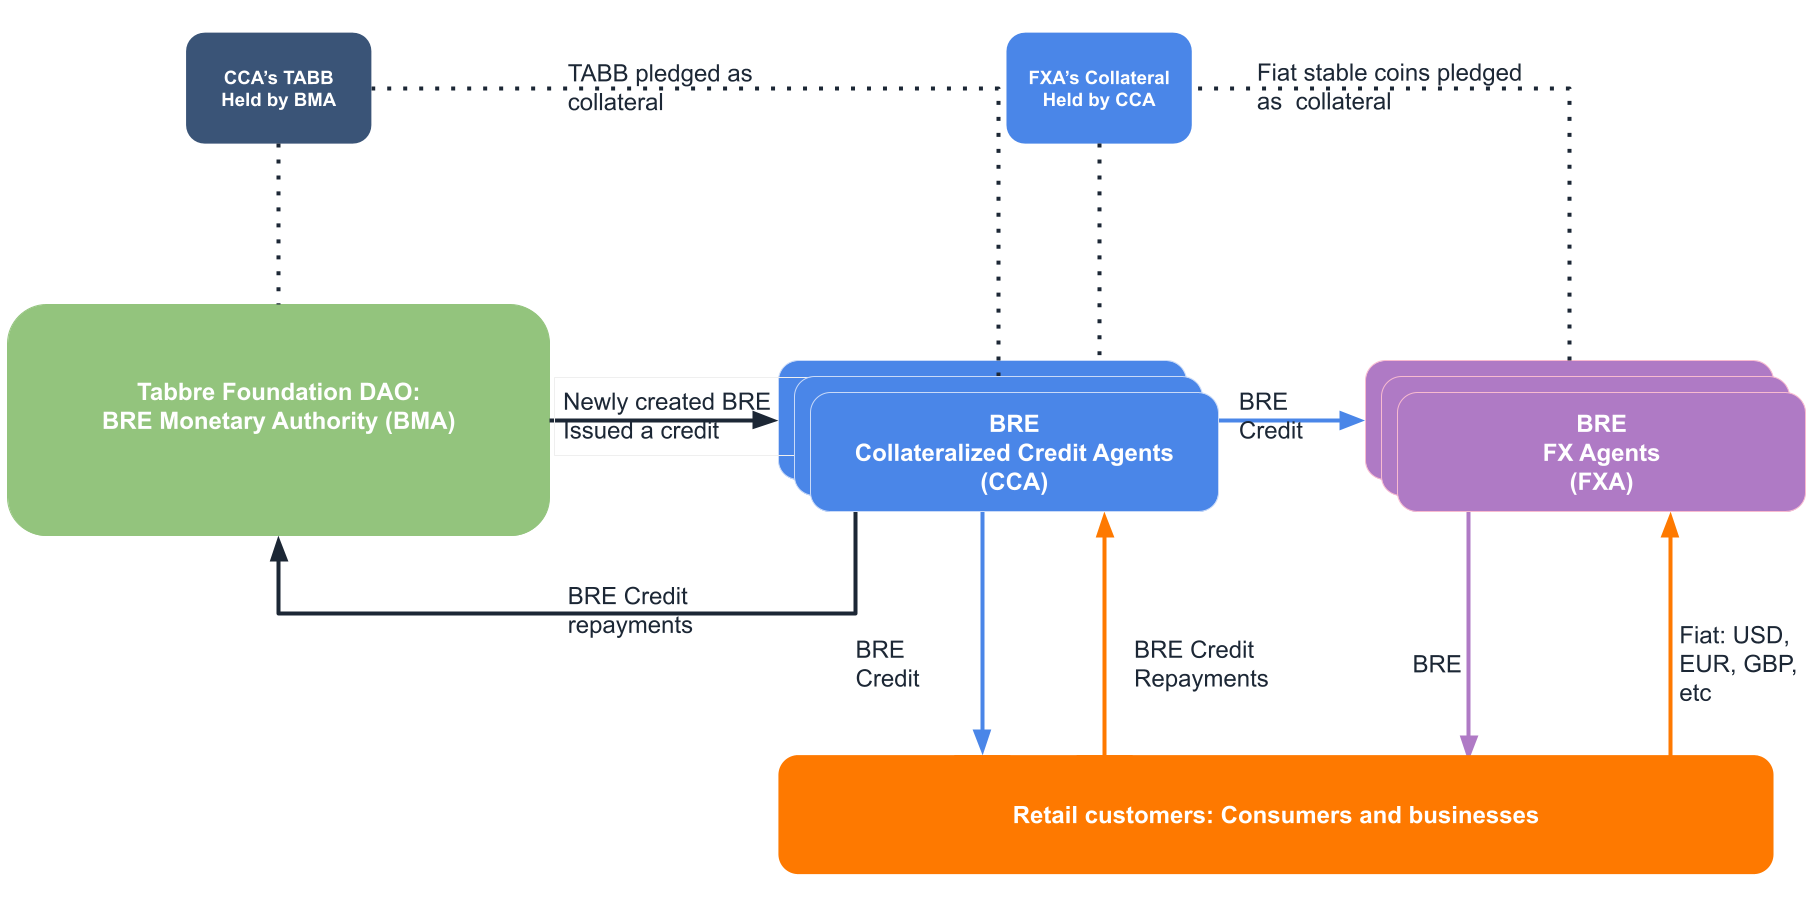 CCA’s TABB
Held by BMA
TABB pledged as
collateral
FXA’s Collateral
Held by CCA
Fiat stable coins pledged
as  collateral
Tabbre Foundation DAO:
BRE Monetary Authority (BMA)
Newly created BRE
Issued a credit
BRE
Collateralized Credit Agents
(CCA)
BRE
Credit
BRE
FX Agents
(FXA)
BRE Credit
repayments
BRE
Credit
BRE Credit
Repayments
BRE
Fiat: USD,
EUR, GBP,
etc
Retail customers: Consumers and businesses